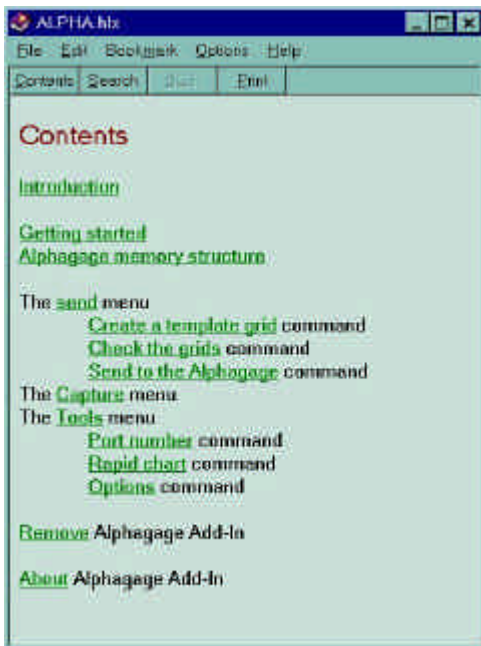 ALPHA.hlz
File Edit Bookmark Options Help
Contents Search Print
Contents
Introduction
Getting started
Alphagage memory structure
The send menu
Create a template grid command
Check the grids command
Send to the Alphagage command
The Capture menu
The Tools menu
Port number command
Rapid chart command
Options command
Remove Alphagage Add-In
About Alphagage Add-In